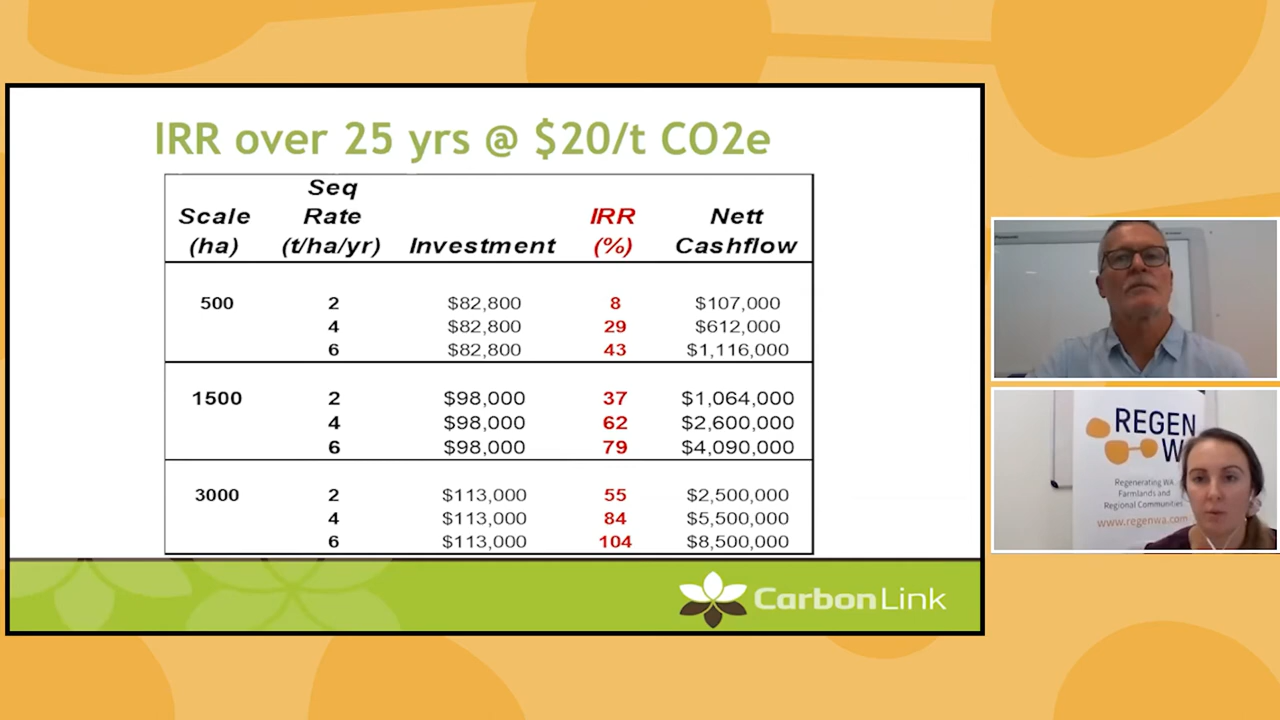 IRR over 25 yrs @ $20/t CO2e
Scale (ha) Seq Rate (t/ha/yr) Investment IRR (%) Nett Cashflow
500 2 $82,800 8 $107,000
4 $82,800 29 $612,000
6 $82,800 43 $1,116,000
1500 2 $98,000 37 $1,064,000
4 $98,000 62 $2,600,000
6 $98,000 79 $4,090,000
3000 2 $113,000 55 $2,500,000
4 $113,000 84 $5,500,000
6 $113,000 104 $8,500,000
CarbonLink
REGEN
W
Regenerating WA
Farmlands and
Regional Communities
www.regenwa.com